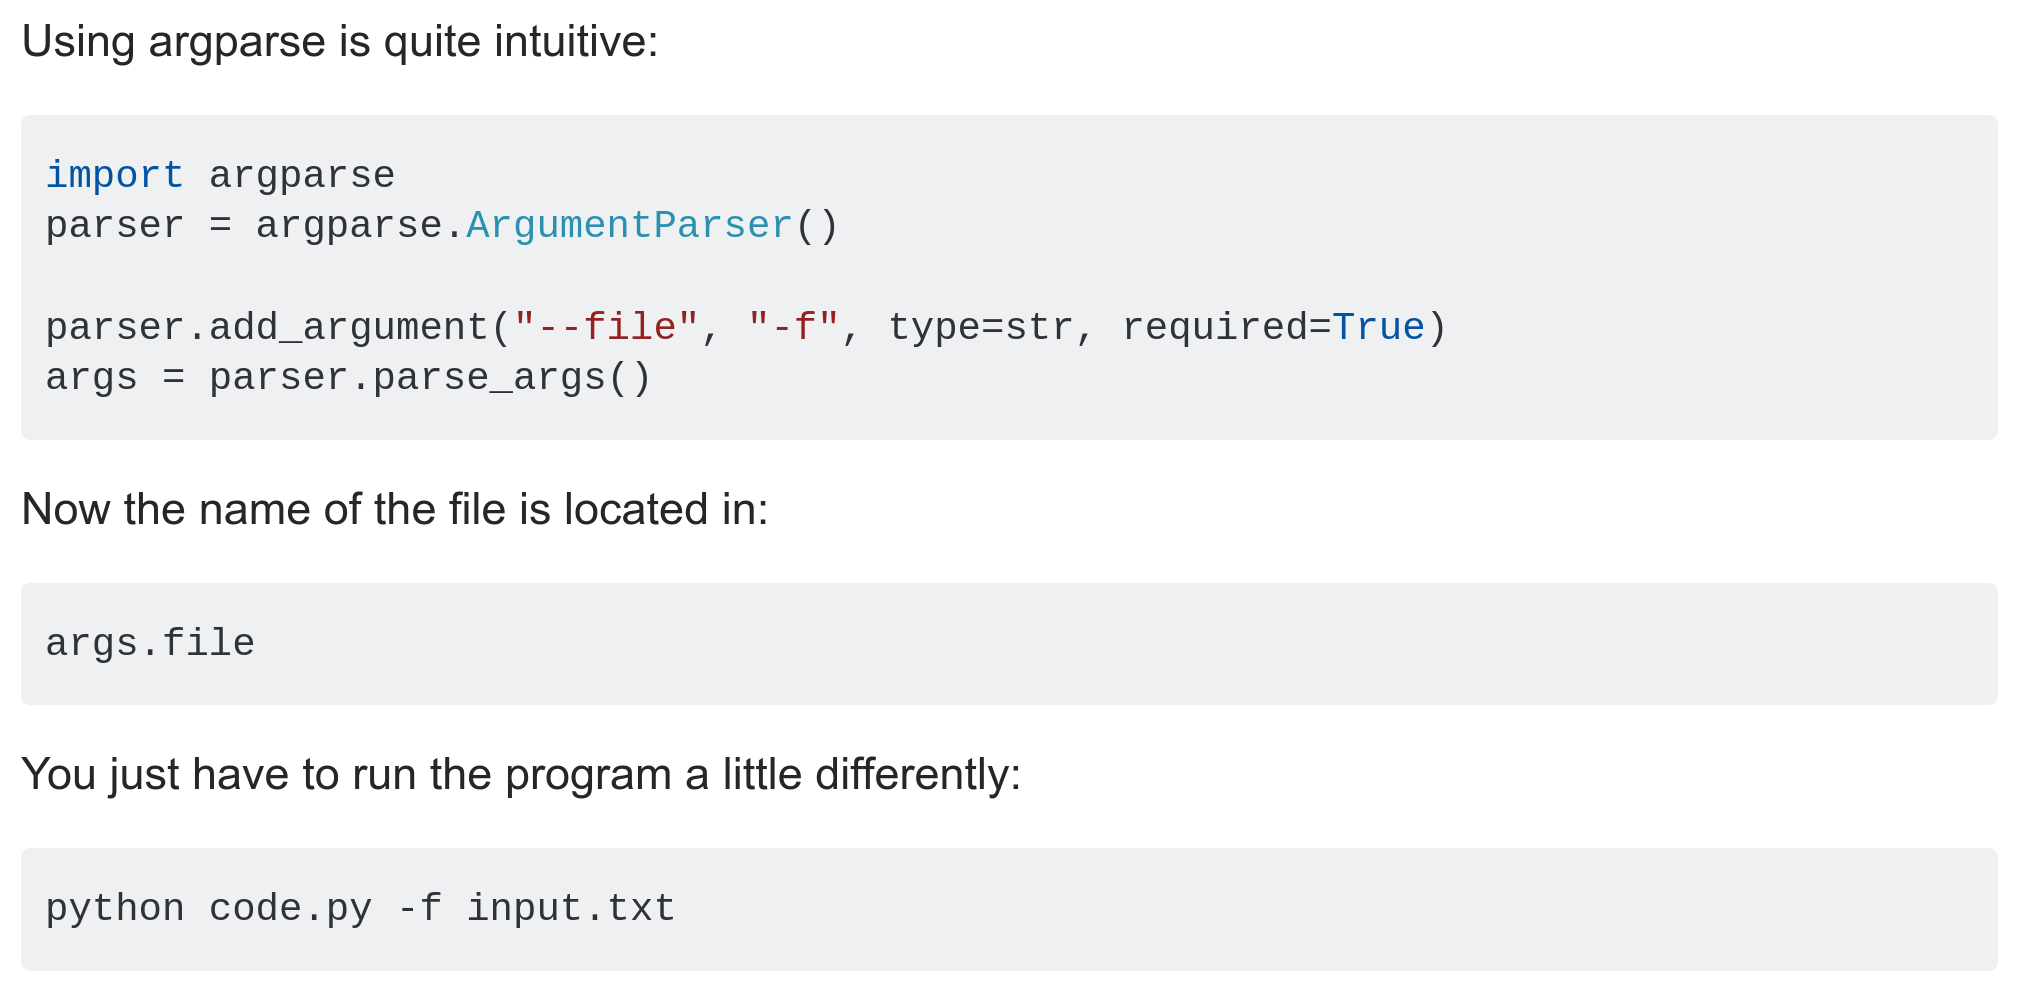 Using argparse is quite intuitive:
import argparse
parser = argparse.ArgumentParser()
parser.add_argument("--file", "-f", type=str, required=True)
args = parser.parse_args()
Now the name of the file is located in:
args.file
You just have to run the program a little differently:
python code.py -f input.txt